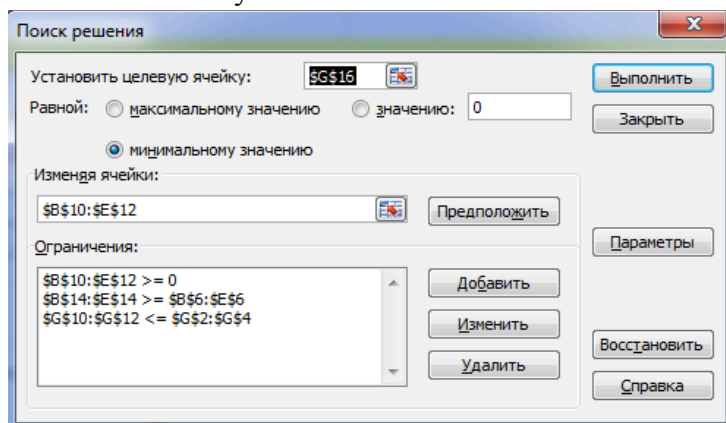 Поиск решения
Установить целевую ячейку: $G$16 Выполнить
Равной: максимальному значению значению: 0 Закрыть
минимальному значению
Изменяя ячейки:
$B$10:$E$12 Предположить
Ограничения: Параметры
$B$10:$E$12 >= 0 Добавить
$B$14:$E$14 >= $B$6:$E$6
$G$10:$G$12 <= $G$2:$G$4
Изменить
Восстановить
Удалить
Справка